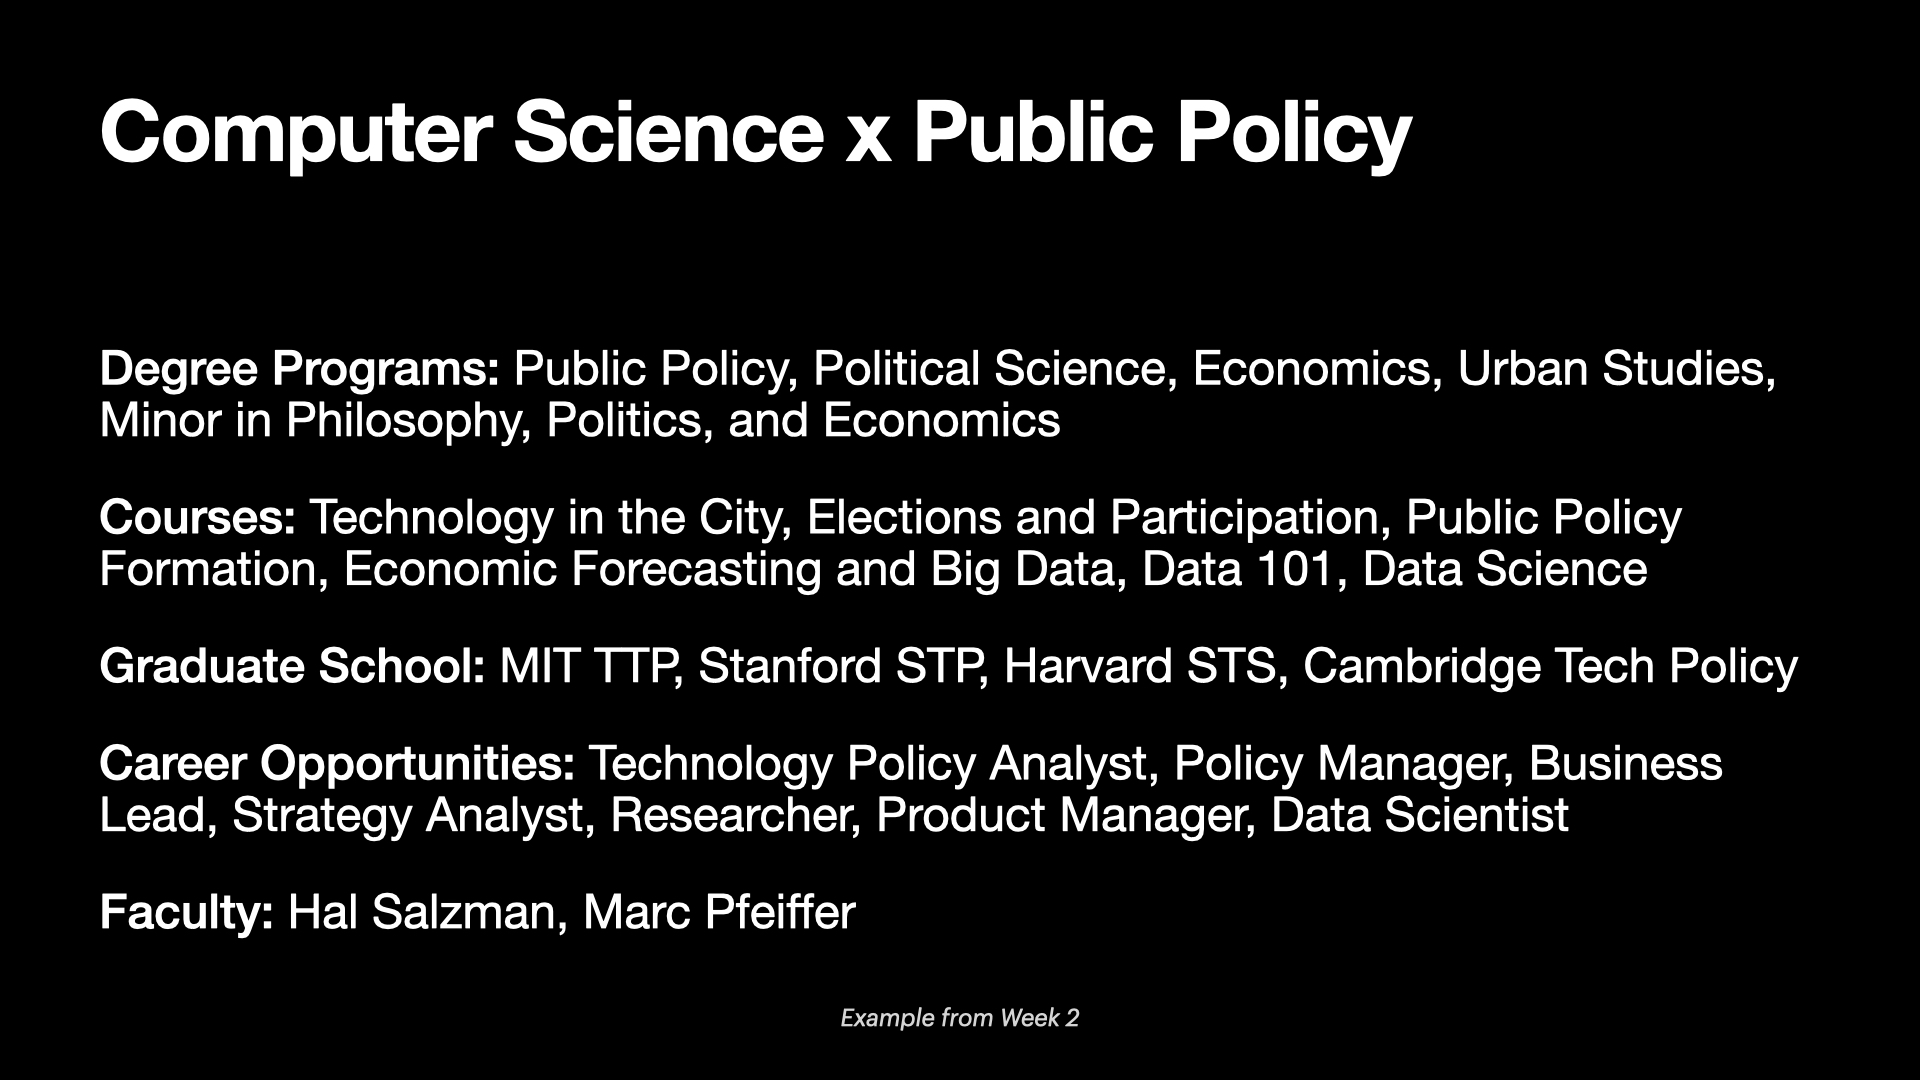 Computer Science x Public Policy
Degree Programs: Public Policy, Political Science, Economics, Urban Studies,
Minor in Philosophy, Politics, and Economics
Courses: Technology in the City, Elections and Participation, Public Policy
Formation, Economic Forecasting and Big Data, Data 101, Data Science
Graduate School: MIT TTP, Stanford STP, Harvard STS, Cambridge Tech Policy
Career Opportunities: Technology Policy Analyst, Policy Manager, Business
Lead, Strategy Analyst, Researcher, Product Manager, Data Scientist
Faculty: Hal Salzman, Marc Pfeiffer
Example from Week 2